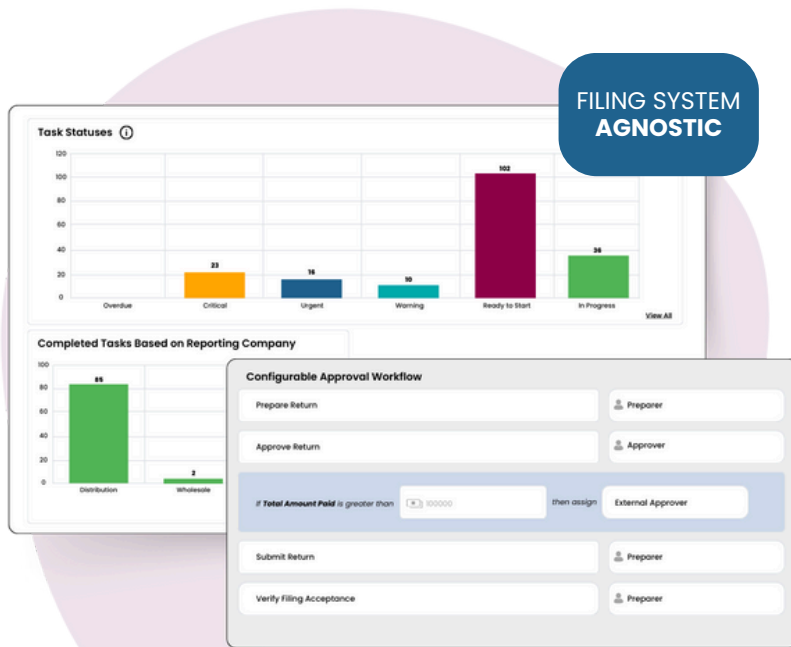 FILING SYSTEM
AGNOSTIC
Task Statuses i
120
100
80
60
40
20
0
23
16
10
102
36
Overdue
Critical
Urgent
Warning
Ready to Start
In Progress
View All
Completed Tasks Based on Reporting Company
100
80
60
40
20
0
85
2
Distribution
Wholesale
Configurable Approval Workflow
Prepare Return
Preparer
Approve Return
Approver
If Total Amount Paid is greater than 100000 then assign External Approver
Submit Return
Preparer
Verify Filing Acceptance
Preparer